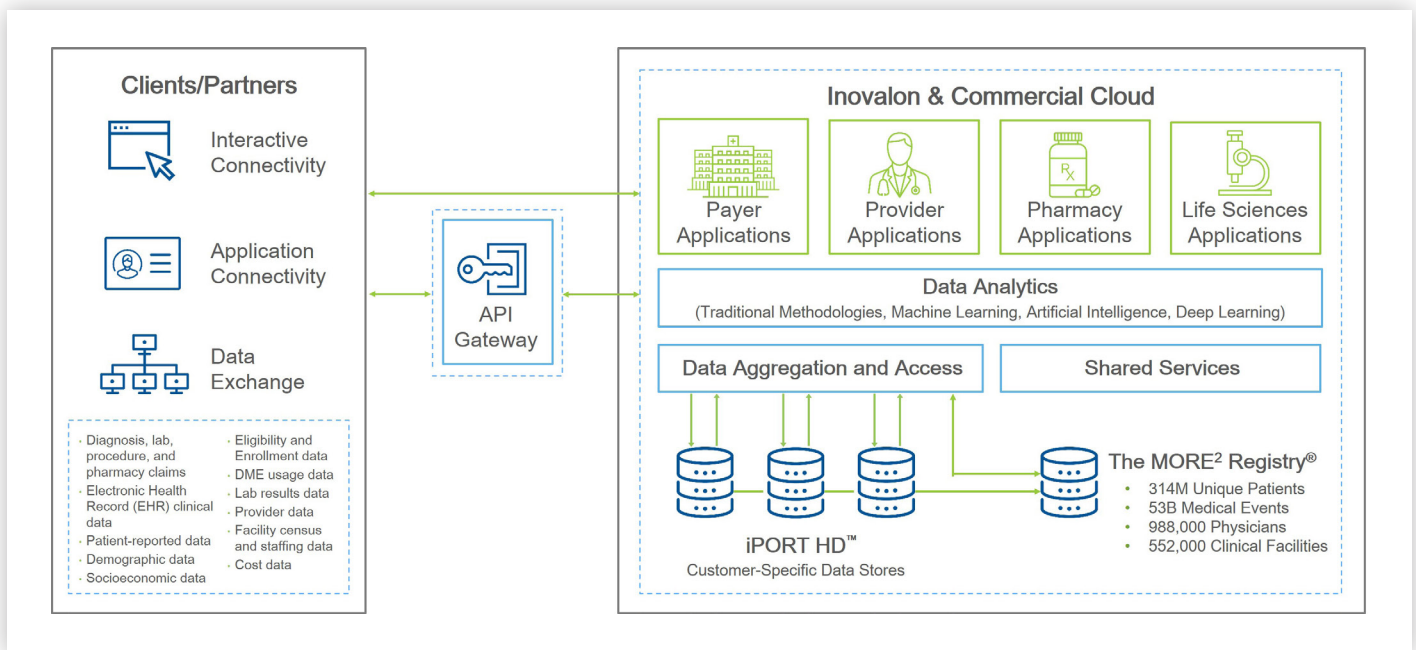 Clients/Partners
Interactive
Connectivity
Application
Connectivity
Data
Exchange
· Diagnosis, lab,
procedure, and
pharmacy claims
· Electronic Health
Record (EHR) clinical
data
· Patient-reported data
· Demographic data
· Socioeconomic data
· Eligibility and
Enrollment data
· DME usage data
· Lab results data
· Provider data
· Facility census
and staffing data
· Cost data
API
Gateway
Inovalon & Commercial Cloud
Payer
Applications
Provider
Applications
RX
Pharmacy
Applications
Life Sciences
Applications
Data Analytics
(Traditional Methodologies, Machine Learning, Artificial Intelligence, Deep Learning)
Data Aggregation and Access
Shared Services
iPORT HD™
Customer-Specific Data Stores
The MORE² Registry®
• 314M Unique Patients
• 53B Medical Events
• 988,000 Physicians
• 552,000 Clinical Facilities